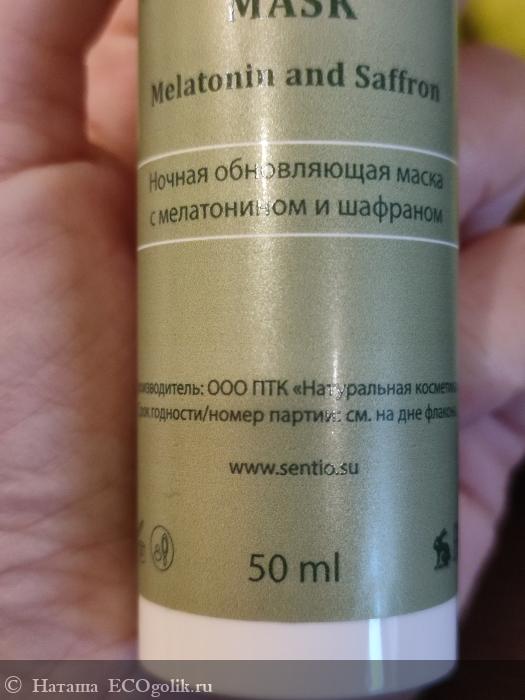 MASK
Melatonin and Saffron
Ночная обновляющая маска
с мелатонином и шафраном
ООО ПТК «Натуральная
годности/номер партии: см. на дне
www.sentio.su
50 ml
© Наташа ECOgolik.ru